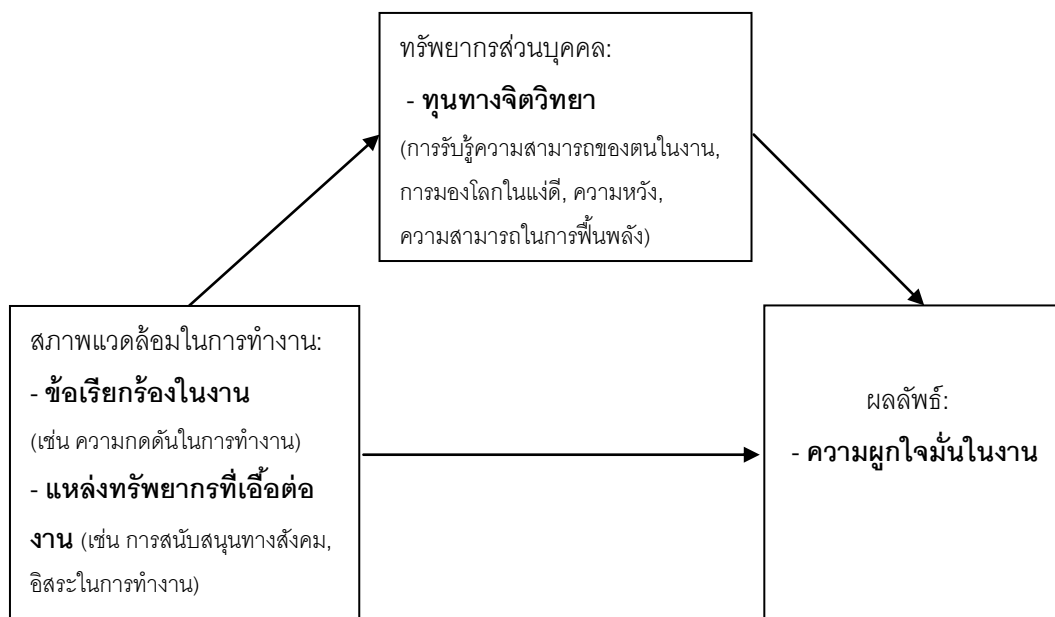 ทรัพยากรส่วนบุคคล:
- ทุนทางจิตวิทยา
(การรับรู้ความสามารถของตนในงาน,
การมองโลกในแง่ดี, ความหวัง,
ความสามารถในการฟื้นพลัง)
สภาพแวดล้อมในการทำงาน:
- ข้อเรียกร้องในงาน
(เช่น ความกดดันในการทำงาน)
- แหล่งทรัพยากรที่เอื้อต่อ
งาน (เช่น การสนับสนุนทางสังคม,
อิสระในการทำงาน)
ผลลัพธ์:
- ความผูกใจมั่นในงาน